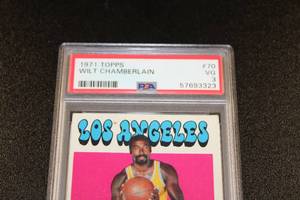 1971 TOPPS #70
WILT CHAMBERLAIN VG
3
PSA 57693323
LOS ANGELES